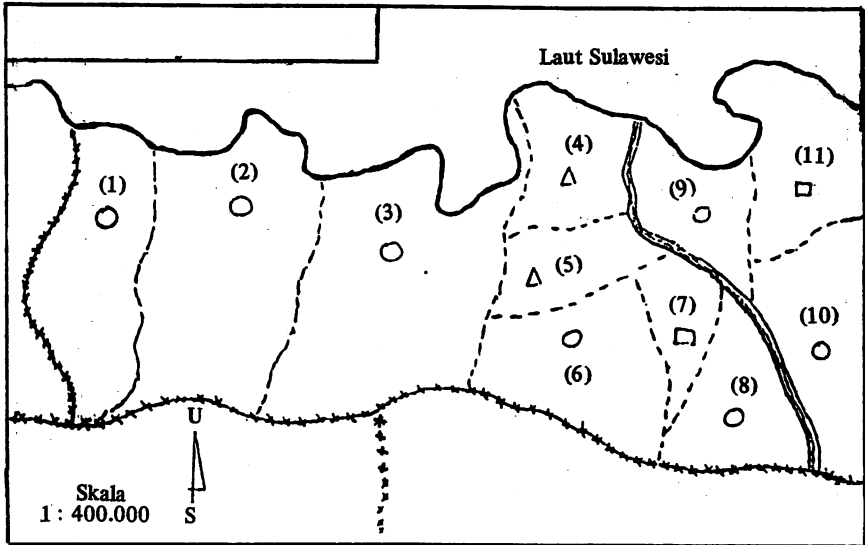 Laut Sulawesi
(1)
(2)
(3)
(4)
(5)
(6)
(7)
(8)
(9)
(10)
(11)
U
S
Skala
1 : 400.000